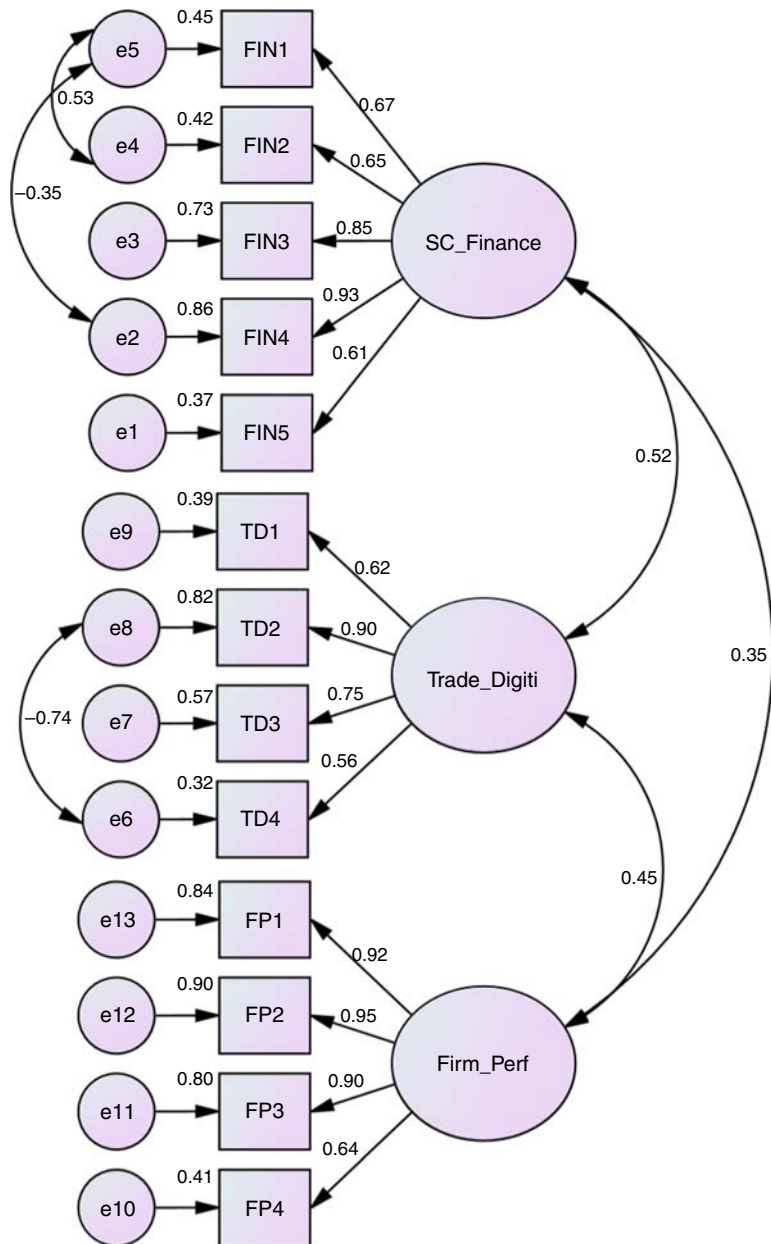 0.45
e5
FIN1
0.67
0.53
0.42
e4
FIN2
0.65
–0.35
0.73
e3
FIN3
0.85
SC_Finance
0.86
e2
FIN4
0.93
0.61
0.37
e1
FIN5
0.52
0.39
e9
TD1
0.62
0.82
e8
TD2
0.90
0.35
Trade_Digiti
–0.74
0.57
e7
TD3
0.75
0.56
0.32
e6
TD4
0.45
0.84
e13
FP1
0.92
0.90
e12
FP2
0.95
Firm_Perf
0.80
e11
FP3
0.90
0.64
0.41
e10
FP4